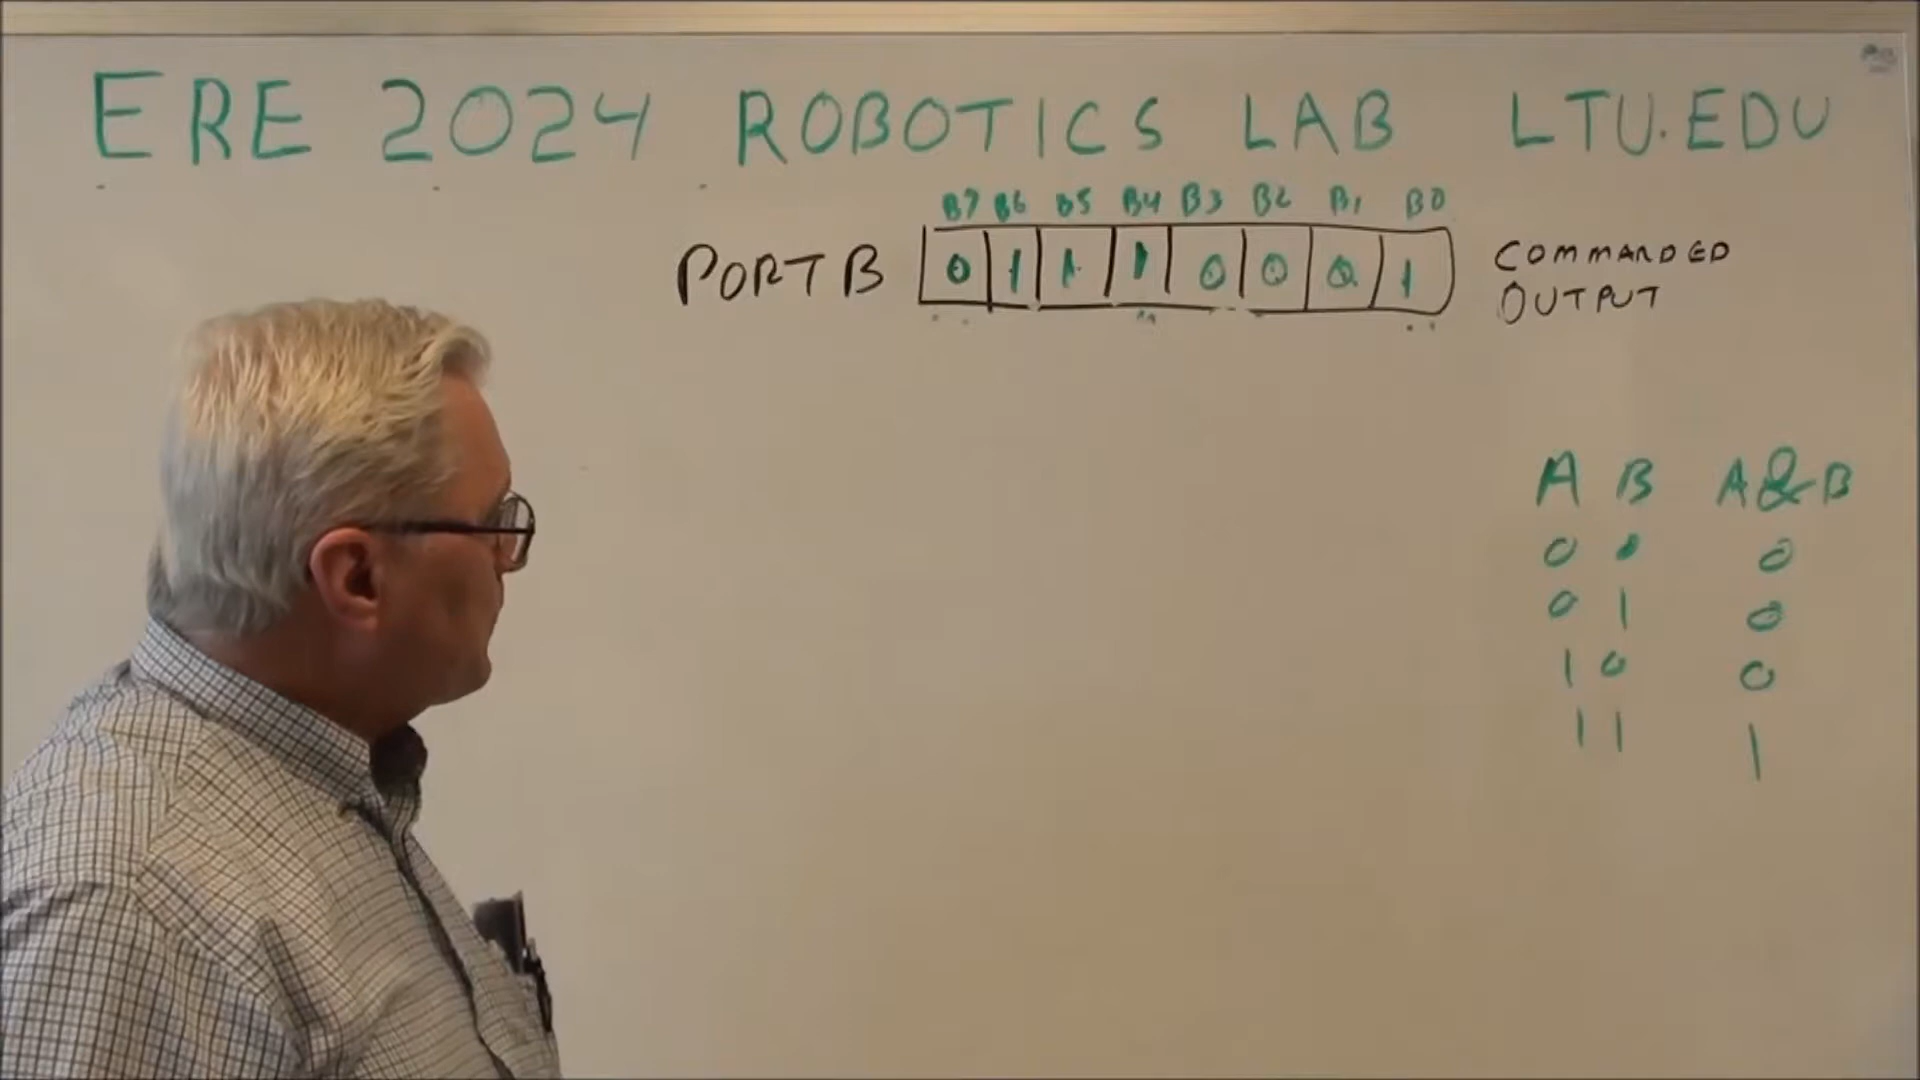 ERE 2024 ROBOTICS LAB LTU.EDU
B7 B6 B5 B4 B3 B2 B1 B0
PORTB 0 1 1 1 0 0 0 1 COMMANDED
OUTPUT
A B A&B
0 0 0
0 1 0
1 0 0
1 1 1